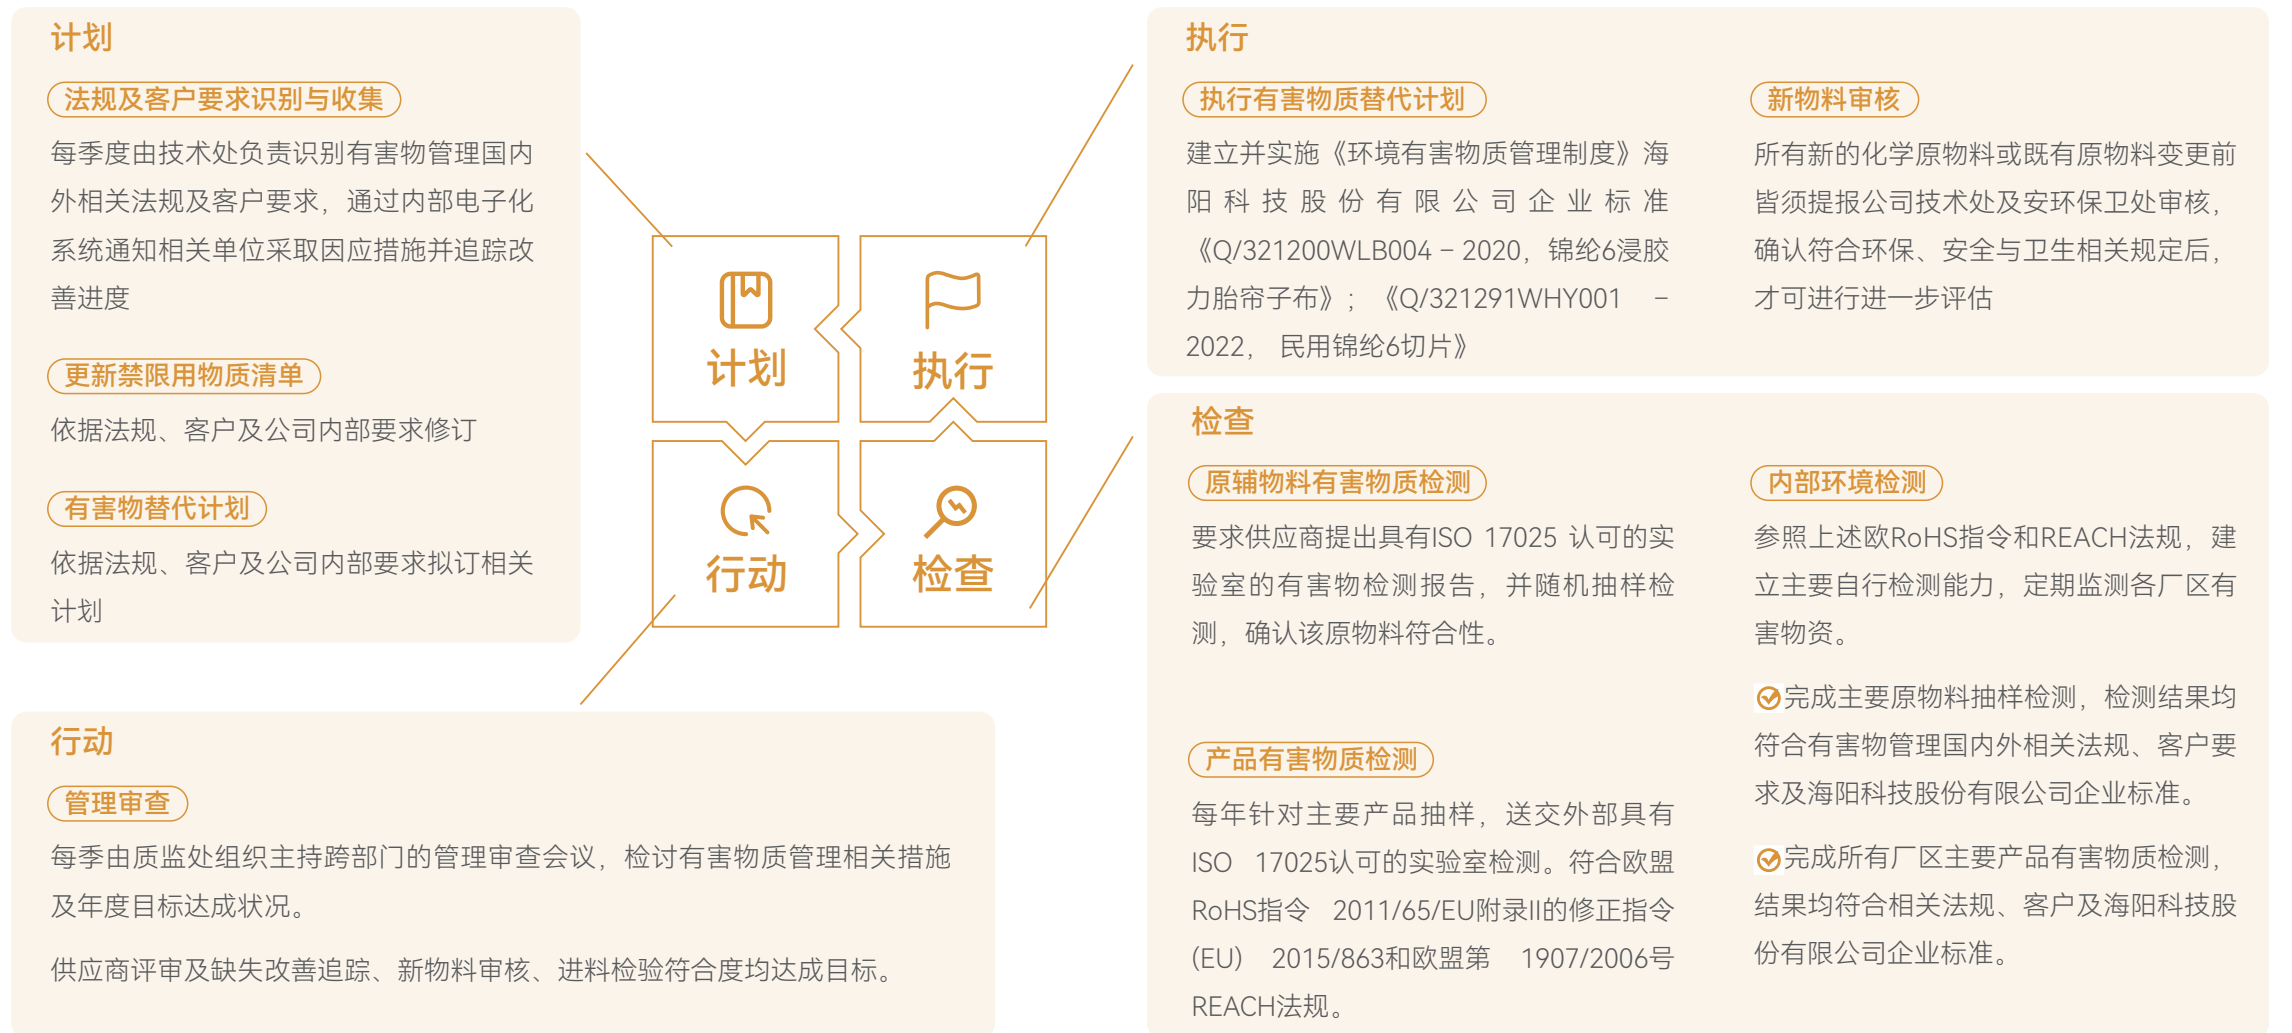 计划
法规及客户要求识别与收集
每季度由技术处负责识别有害物管理国内
外相关法规及客户要求，通过内部电子化
系统通知相关单位采取因应措施并追踪改
善进度
更新禁限用物质清单
依据法规、客户及公司内部要求修订
有害物替代计划
依据法规、客户及公司内部要求拟订相关
计划
计划
执行
行动
检查
执行
执行有害物质替代计划
建立并实施《环境有害物质管理制度》海
阳科技股份有限公司企业标准
《Q/321200WLB004－2020，锦纶6浸胶
力胎帘子布》；《Q/321291WHY001 －
2022， 民用锦纶6切片》
新物料审核
所有新的化学原物料或既有原物料变更前
皆须提报公司技术处及安环保卫处审核，
确认符合环保、安全与卫生相关规定后，
才可进行进一步评估
检查
原辅物料有害物质检测
要求供应商提出具有ISO 17025 认可的实
验室的有害物检测报告，并随机抽样检
测，确认该原物料符合性。
产品有害物质检测
每年针对主要产品抽样，送交外部具有
ISO 17025认可的实验室检测。符合欧盟
RoHS指令 2011/65/EU附录II的修正指令
(EU) 2015/863和欧盟第 1907/2006号
REACH法规。
内部环境检测
参照上述欧RoHS指令和REACH法规，建
立主要自行检测能力，定期监测各厂区有
害物资。
完成主要原物料抽样检测，检测结果均
符合有害物管理国内外相关法规、客户要
求及海阳科技股份有限公司企业标准。
完成所有厂区主要产品有害物质检测，
结果均符合相关法规、客户及海阳科技股
份有限公司企业标准。
行动
管理审查
每季由质监处组织主持跨部门的管理审查会议，检讨有害物质管理相关措施
及年度目标达成状况。
供应商评审及缺失改善追踪、新物料审核、进料检验符合度均达成目标。